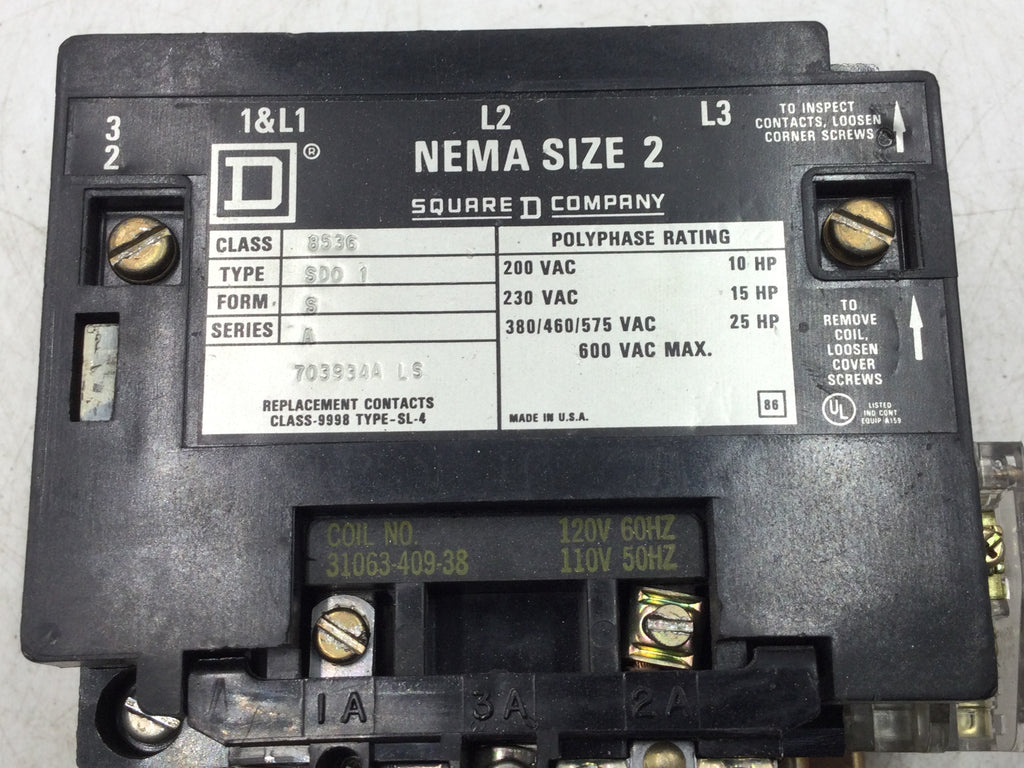 3
2
1&L1
L2
L3
TO INSPECT
CONTACTS, LOOSEN
CORNER SCREWS
D ®
NEMA SIZE 2
SQUARE D COMPANY
CLASS 8536
TYPE SDO 1
FORM S
SERIES A
703934A LS
REPLACEMENT CONTACTS
CLASS-9998 TYPE-SL-4
POLYPHASE RATING
200 VAC 10 HP
230 VAC 15 HP
380/460/575 VAC 25 HP
600 VAC MAX.
MADE IN U.S.A.
86
TO
REMOVE
COIL,
LOOSEN
COVER
SCREWS
UL
LISTED
IND CONT
EQUIP A159
COIL NO. 120V 60HZ
31063-409-38 110V 50HZ
1A 3A 2A